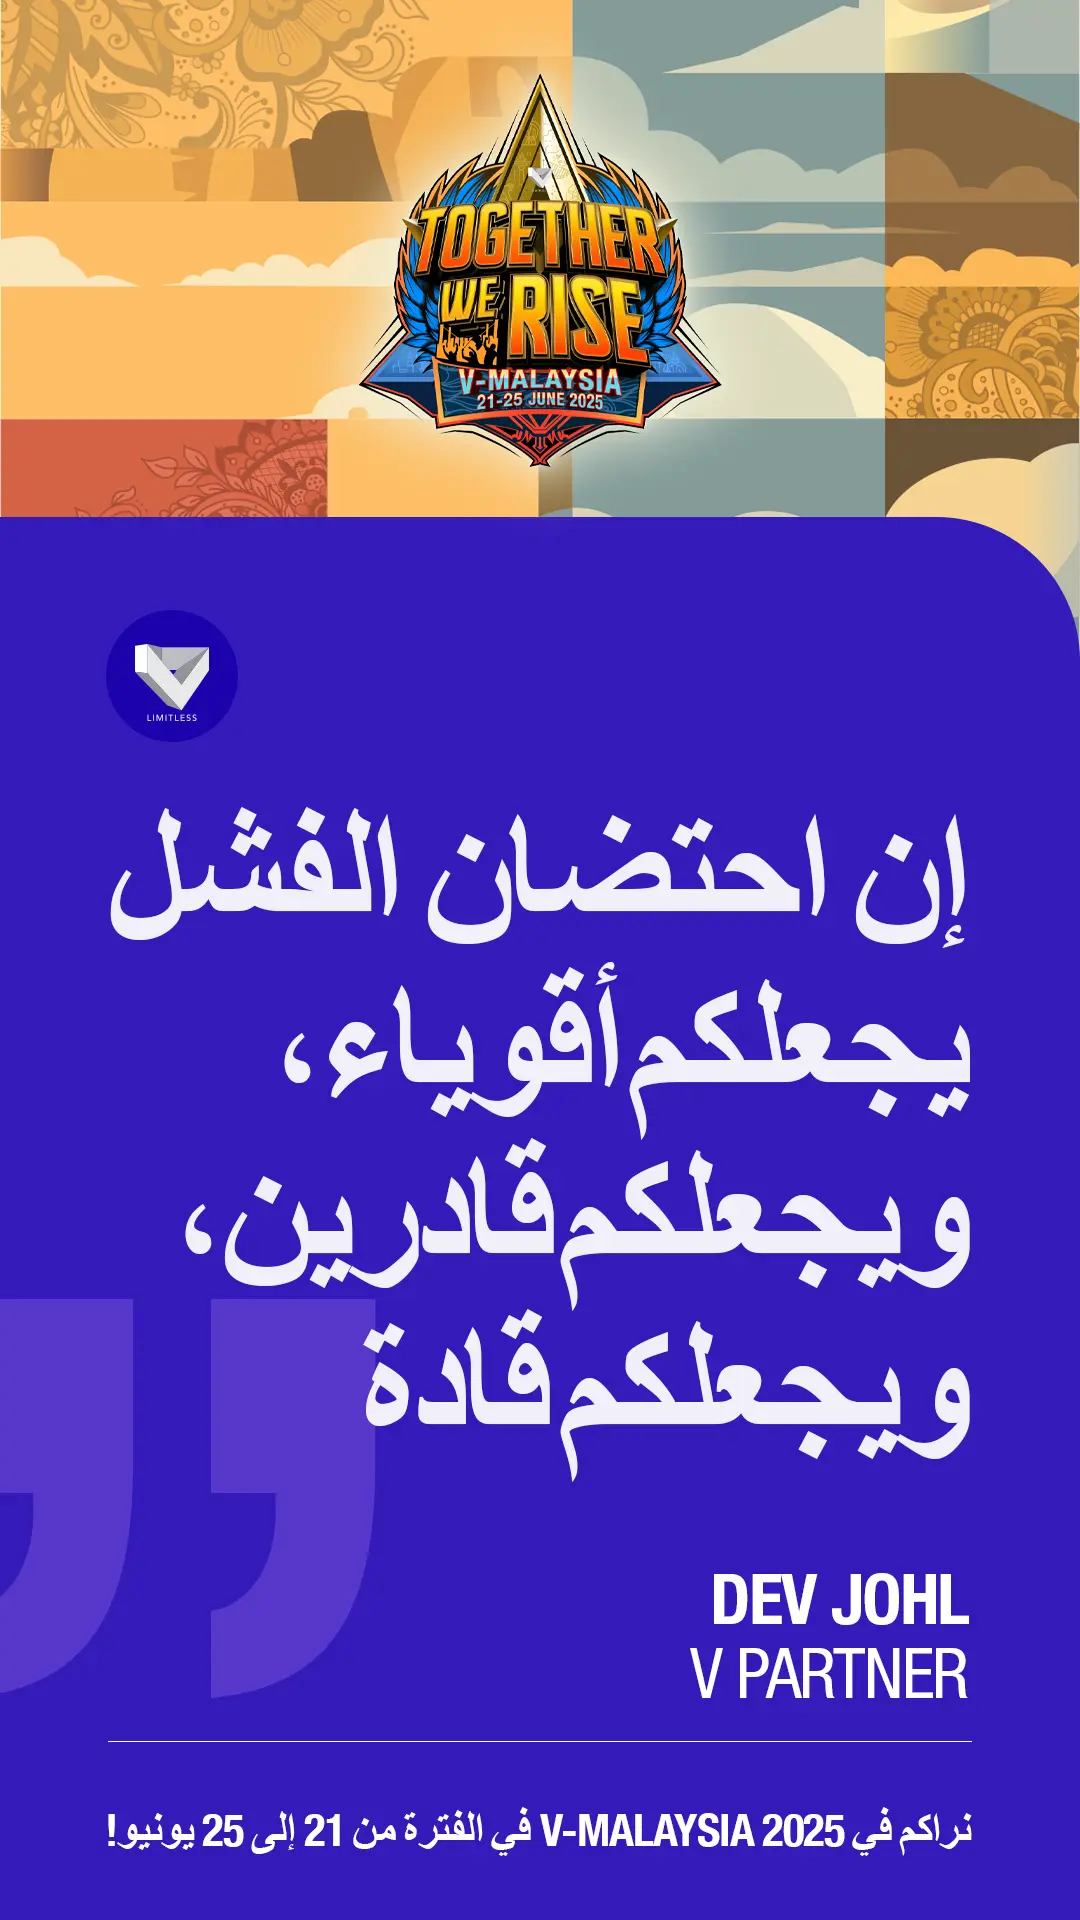 TOGETHER
WE RISE
V-MALAYSIA
21-25 JUNE 2025
LIMITLESS
إن احتضان الفشل
يجعلكم أقوياء،
ويجعلكم قادرين،
ويجعلكم قادة
DEV JOHL
V PARTNER
نراكم في V-MALAYSIA 2025 في الفترة من 21 إلى 25 يونيو!